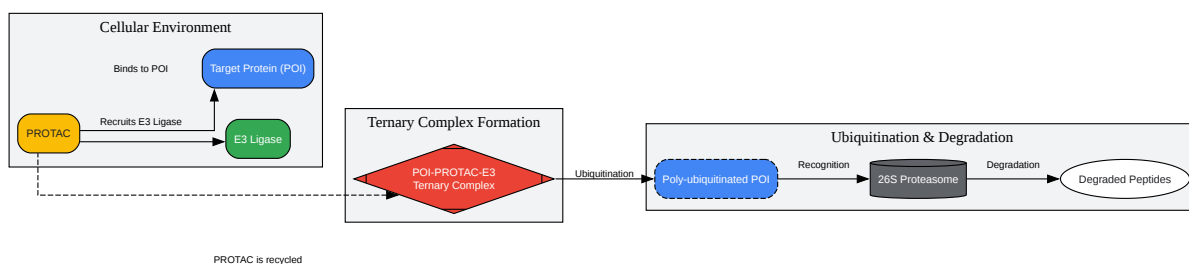 Cellular Environment
Binds to POI
Target Protein (POI)
PROTAC
Recruits E3 Ligase
E3 Ligase
Ternary Complex Formation
POI-PROTAC-E3
Ternary Complex
Ubiquitination
Ubiquitination & Degradation
Poly-ubiquitinated POI
Recognition
26S Proteasome
Degradation
Degraded Peptides
PROTAC is recycled